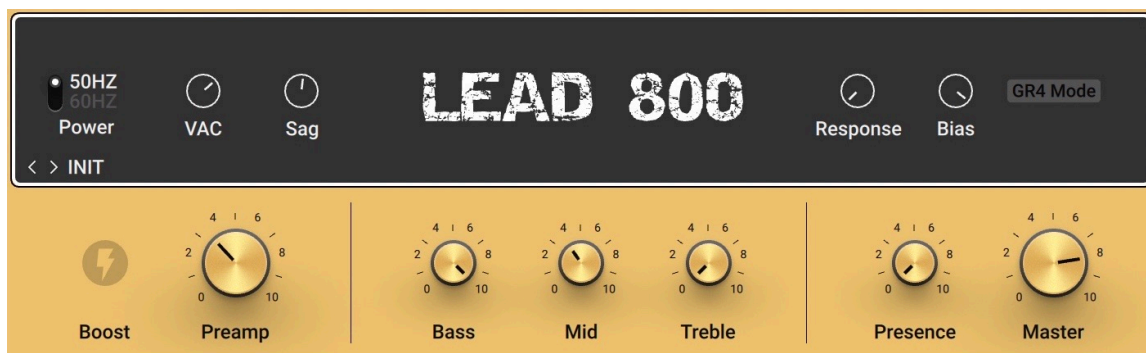 50HZ
60HZ
Power
VAC
Sag
LEAD 800
Response
Bias
GR4 Mode
< > INIT
Boost
0 2 4 6 8 10
Preamp
0 2 4 6 8 10
Bass
0 2 4 6 8 10
Mid
0 2 4 6 8 10
Treble
0 2 4 6 8 10
Presence
0 2 4 6 8 10
Master